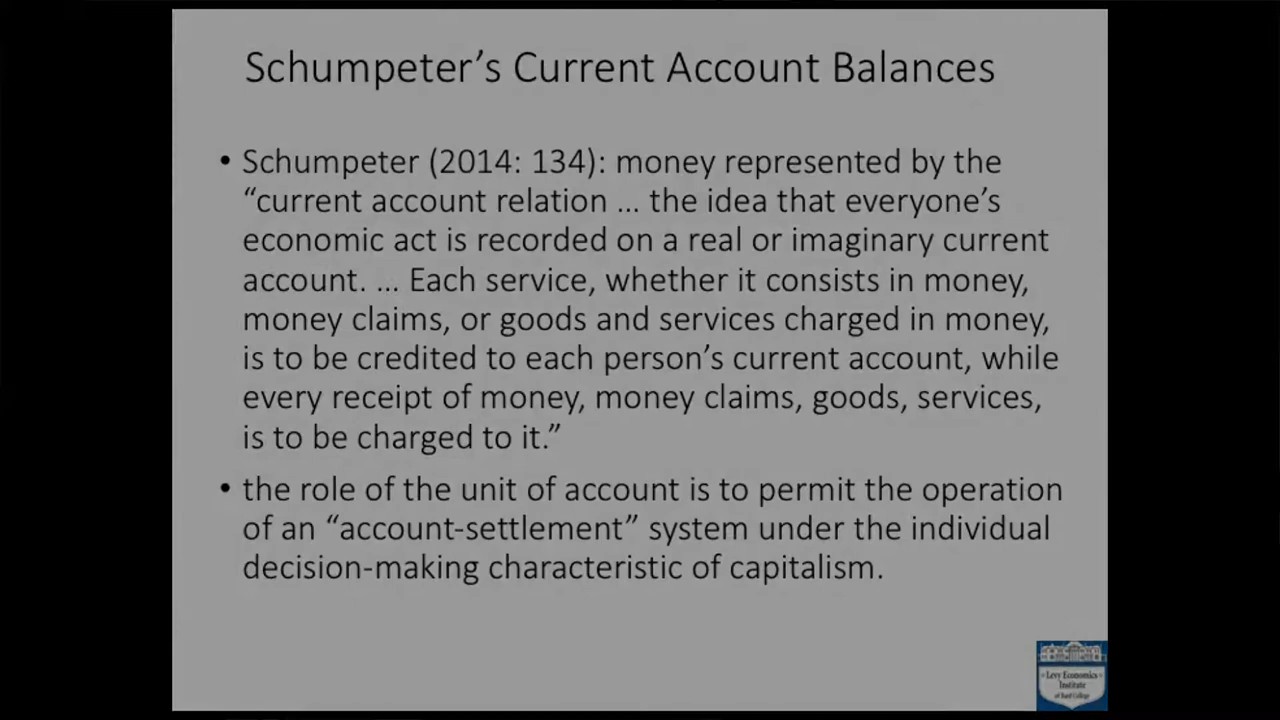 Schumpeter’s Current Account Balances
• Schumpeter (2014: 134): money represented by the
“current account relation … the idea that everyone’s
economic act is recorded on a real or imaginary current
account. … Each service, whether it consists in money,
money claims, or goods and services charged in money,
is to be credited to each person’s current account, while
every receipt of money, money claims, goods, services,
is to be charged to it.”
• the role of the unit of account is to permit the operation
of an “account-settlement” system under the individual
decision-making characteristic of capitalism.
Levy Economics
Institute
of Bard College